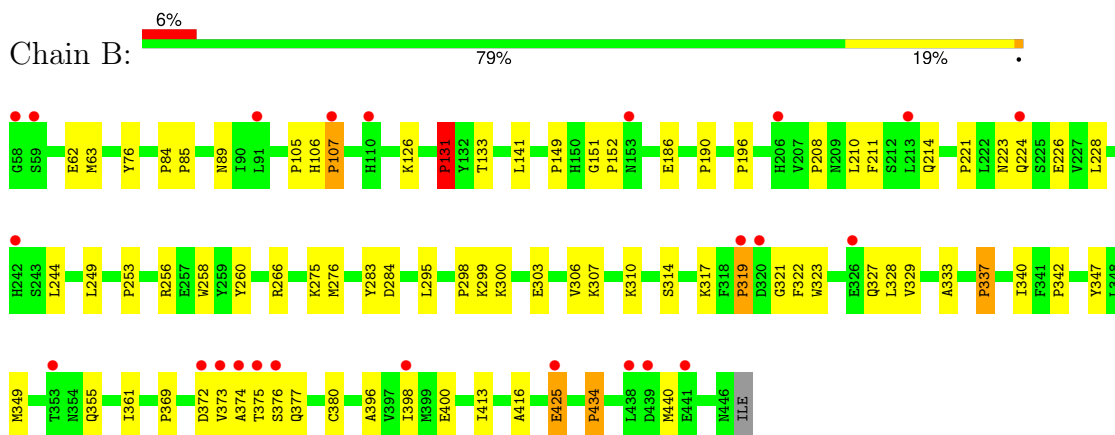 6%
Chain B:
79% 19% •
G58 S59 E62 M63 Y76 P84 P85 N89 I90 L91 P105 H106 P107 H110 K126 P131 Y132 T133 L141 P149 H150 G151 P152 N153 E186 P190 P196 H206 V207 P208 N209 L210 F211 S212 L213 Q214 P221 L222 N223 Q224 S225 E226 V227 L228
H242 S243 L244 L249 P253 R256 E257 W258 Y259 Y260 R266 K275 M276 Y283 D284 L295 P298 K299 K300 E303 V306 K307 K310 S314 K317 F318 P319 D320 G321 F322 W323 E326 Q327 L328 V329 A333 P337 I340 F341 P342 Y347 L348
M349 T353 N354 Q355 I361 P369 D372 V373 A374 T375 S376 Q377 C380 A396 V397 I398 M399 E400 I413 A416 E425 P434 L438 D439 M440 E441 N446 ILE